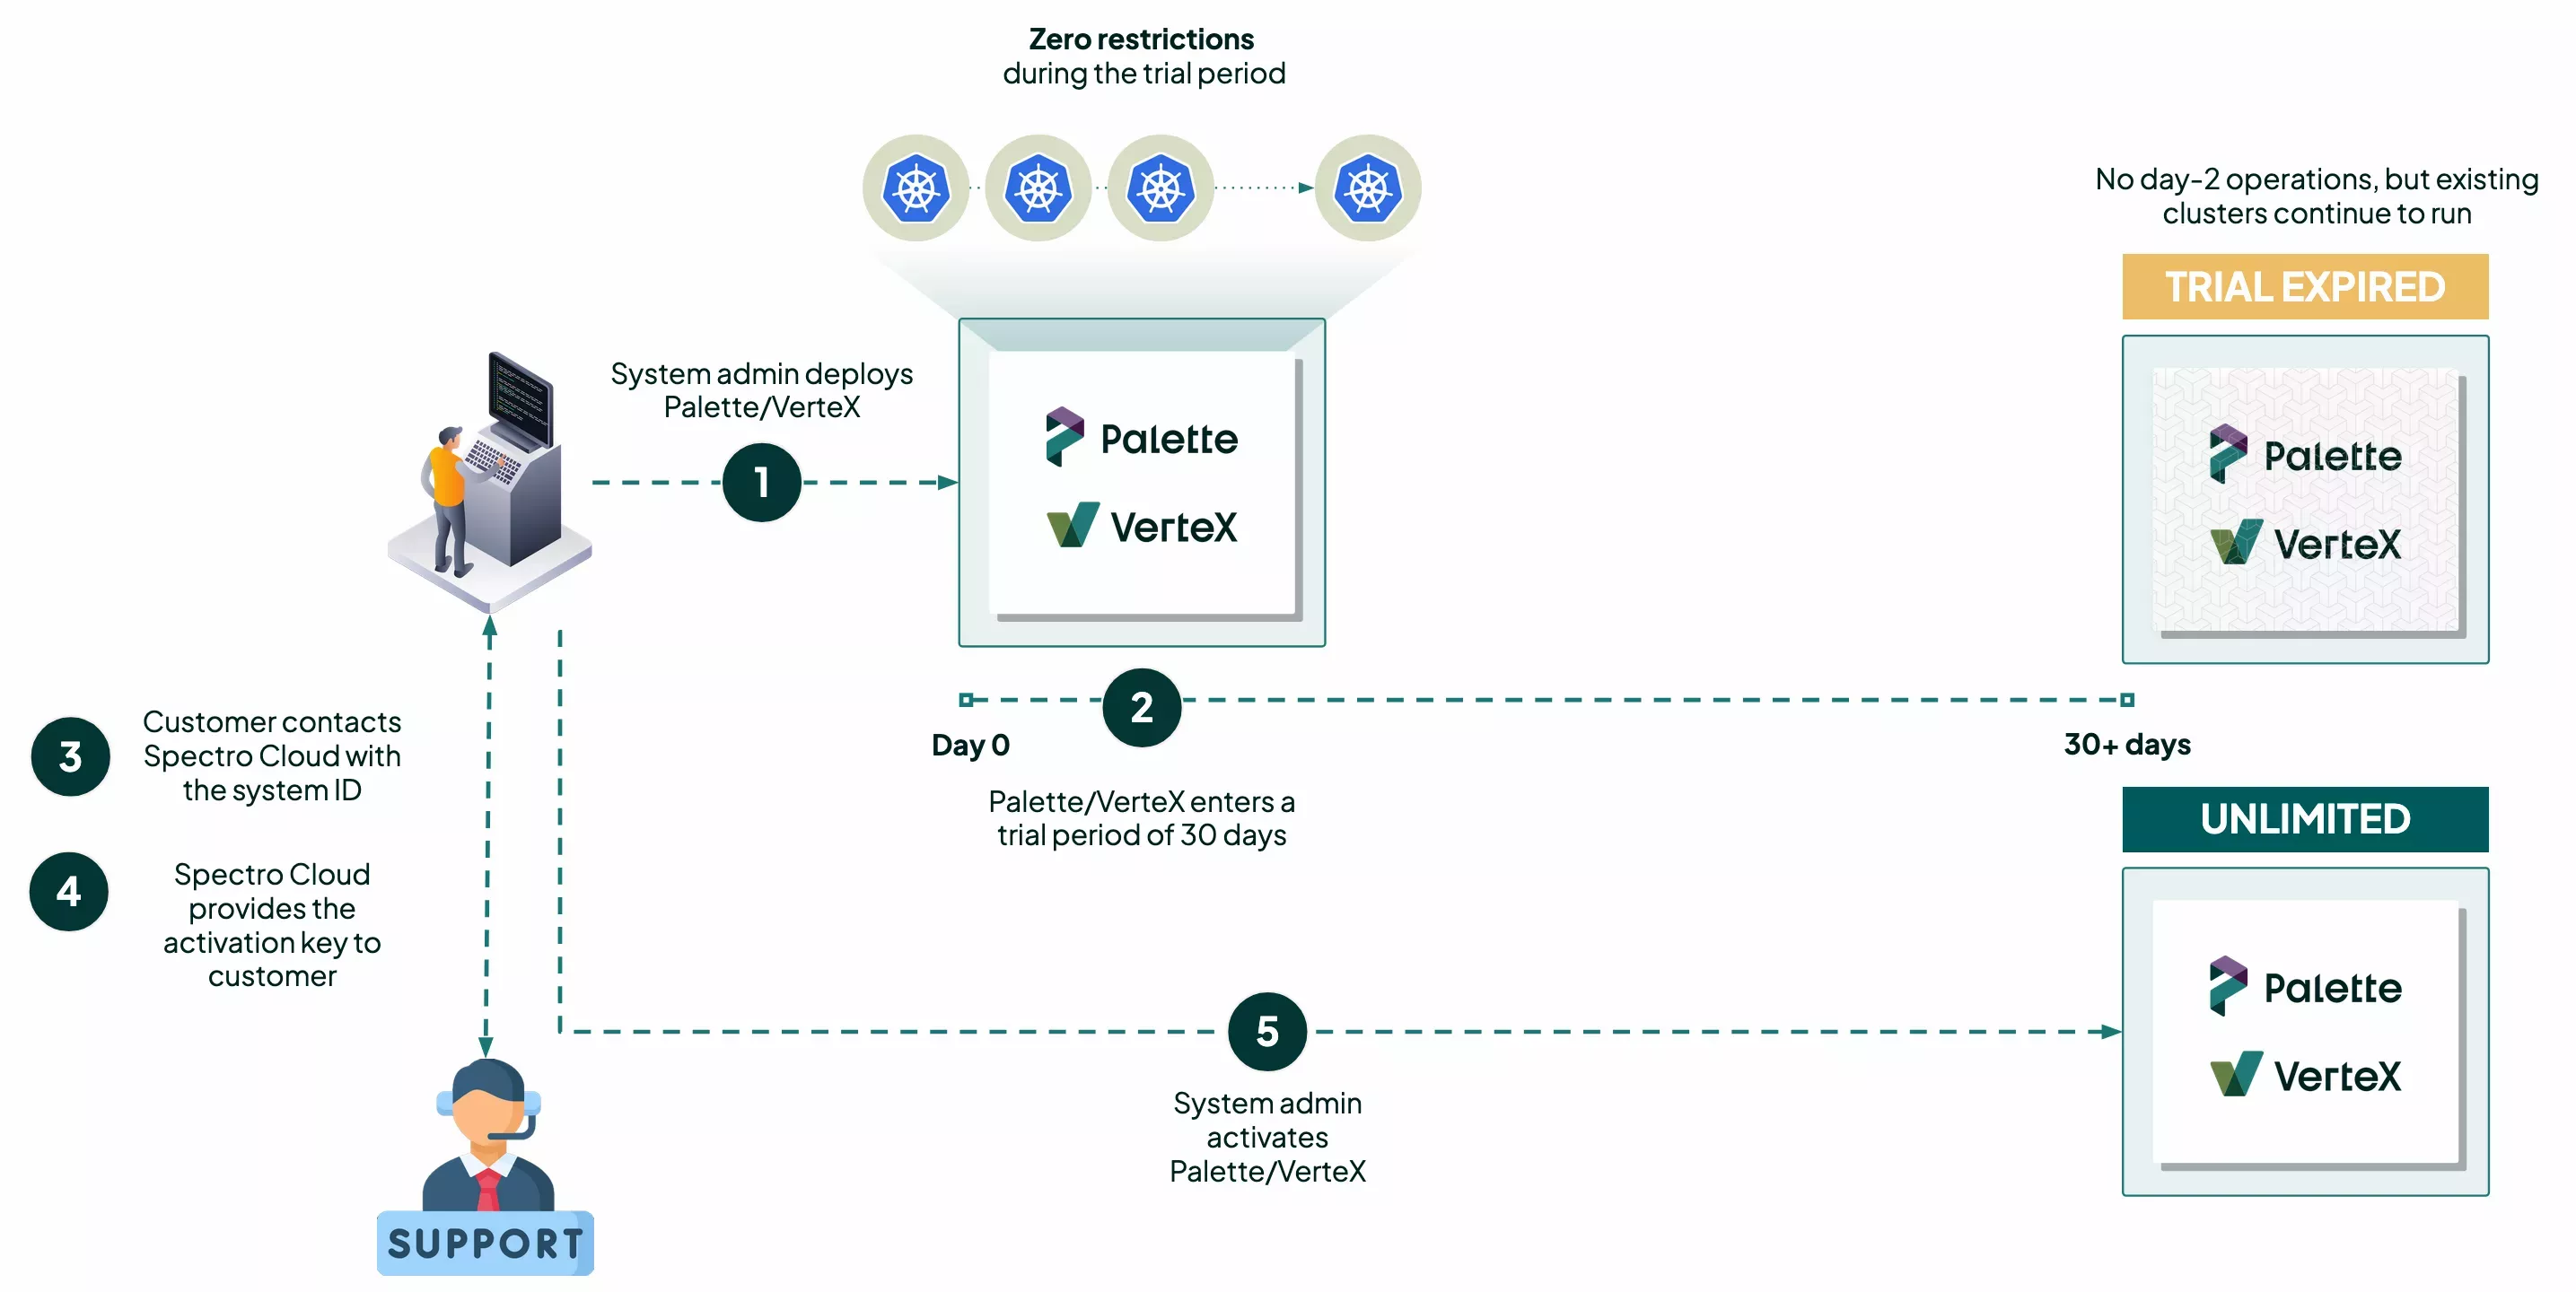 Zero restrictions
during the trial period
No day-2 operations, but existing
clusters continue to run
TRIAL EXPIRED
System admin deploys
Palette/VerteX
1
Palette
VerteX
Palette
VerteX
2
Day 0
30+ days
Palette/VerteX enters a
trial period of 30 days
3
Customer contacts
Spectro Cloud with
the system ID
4
Spectro Cloud
provides the
activation key to
customer
UNLIMITED
Palette
VerteX
5
System admin
activates
Palette/VerteX
SUPPORT